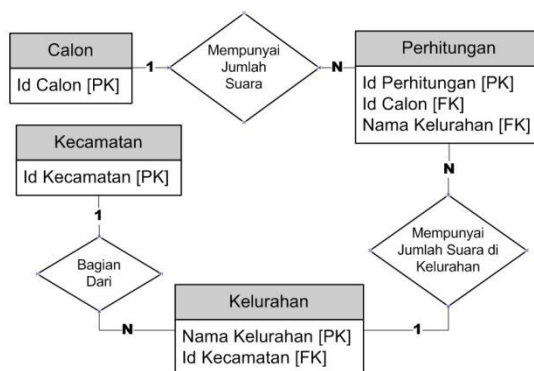 Calon
Id Calon [PK]
1
Mempunyai
Jumlah
Suara
N
Perhitungan
Id Perhitungan [PK]
Id Calon [FK]
Nama Kelurahan [FK]
Kecamatan
Id Kecamatan [PK]
1
Bagian
Dari
N
Kelurahan
Nama Kelurahan [PK]
Id Kecamatan [FK]
1
Mempunyai
Jumlah Suara di
Kelurahan
N